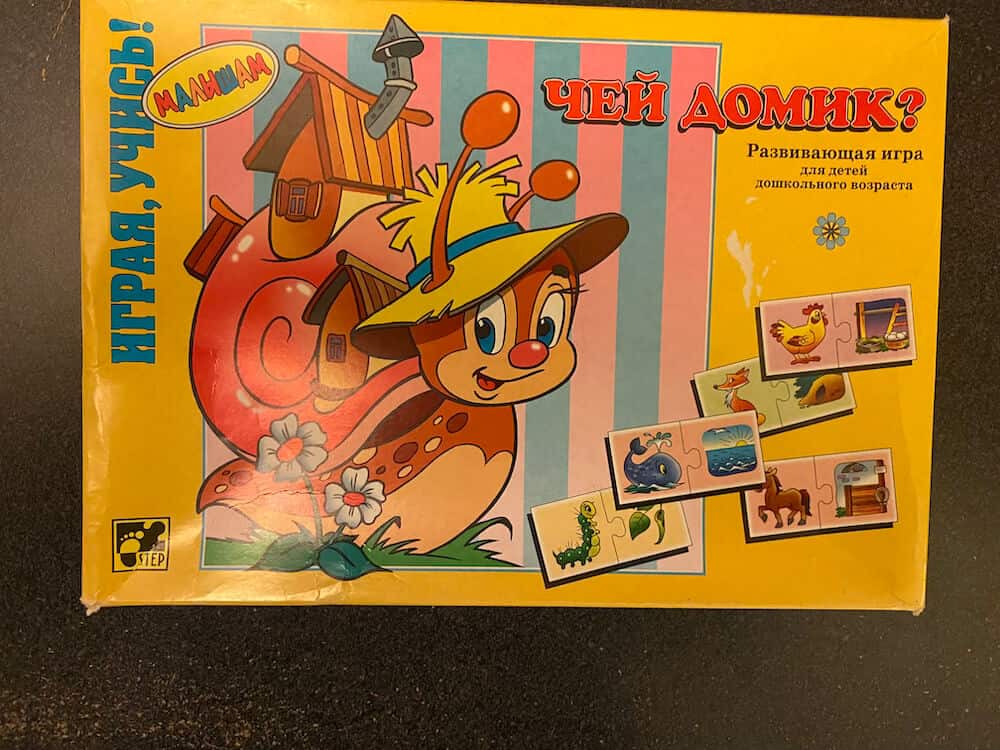 ИГРАЯ, УЧИСЬ!
МАЛЫШАМ
ЧЕЙ ДОМИК?
Развивающая игра
для детей
дошкольного возраста
STEP